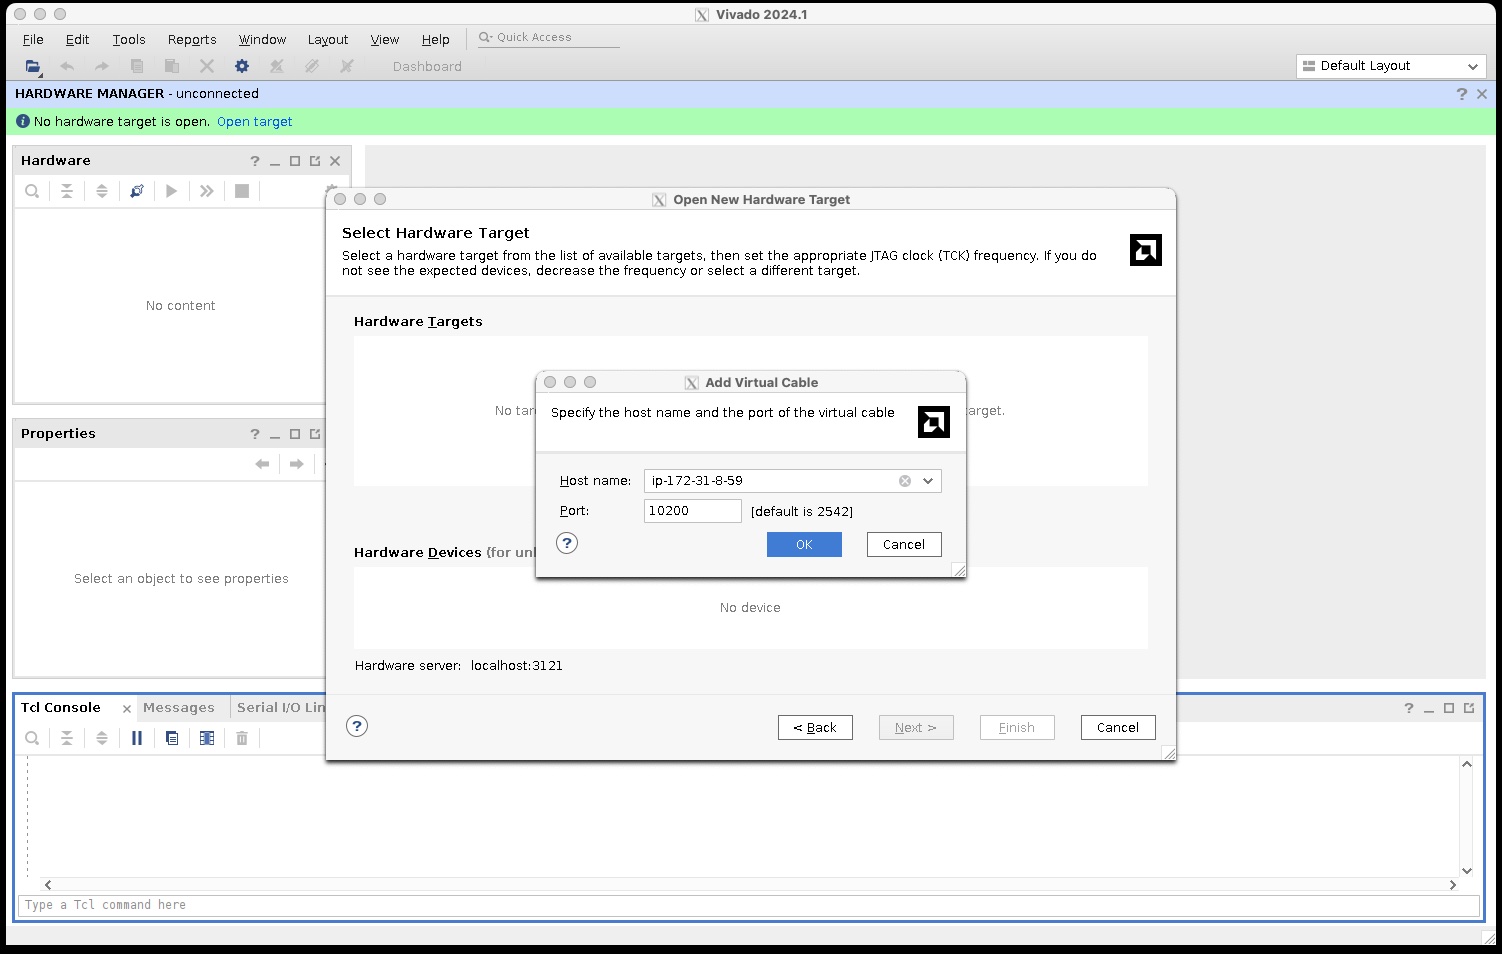 Vivado 2024.1
File Edit Tools Reports Window Layout View Help Quick Access
Dashboard
Default Layout
HARDWARE MANAGER - unconnected
No hardware target is open. Open target
Hardware
No content
Properties
Select an object to see properties
Open New Hardware Target
Select Hardware Target
Select a hardware target from the list of available targets, then set the appropriate JTAG clock (TCK) frequency. If you do
not see the expected devices, decrease the frequency or select a different target.
Hardware Targets
No tar
arget.
Add Virtual Cable
Specify the host name and the port of the virtual cable
Host name: ip-172-31-8-59
Port: 10200 [default is 2542]
OK Cancel
Hardware Devices (for unl
No device
Hardware server: localhost:3121
< Back Next > Finish Cancel
Tcl Console Messages Serial I/O Lin
Type a Tcl command here